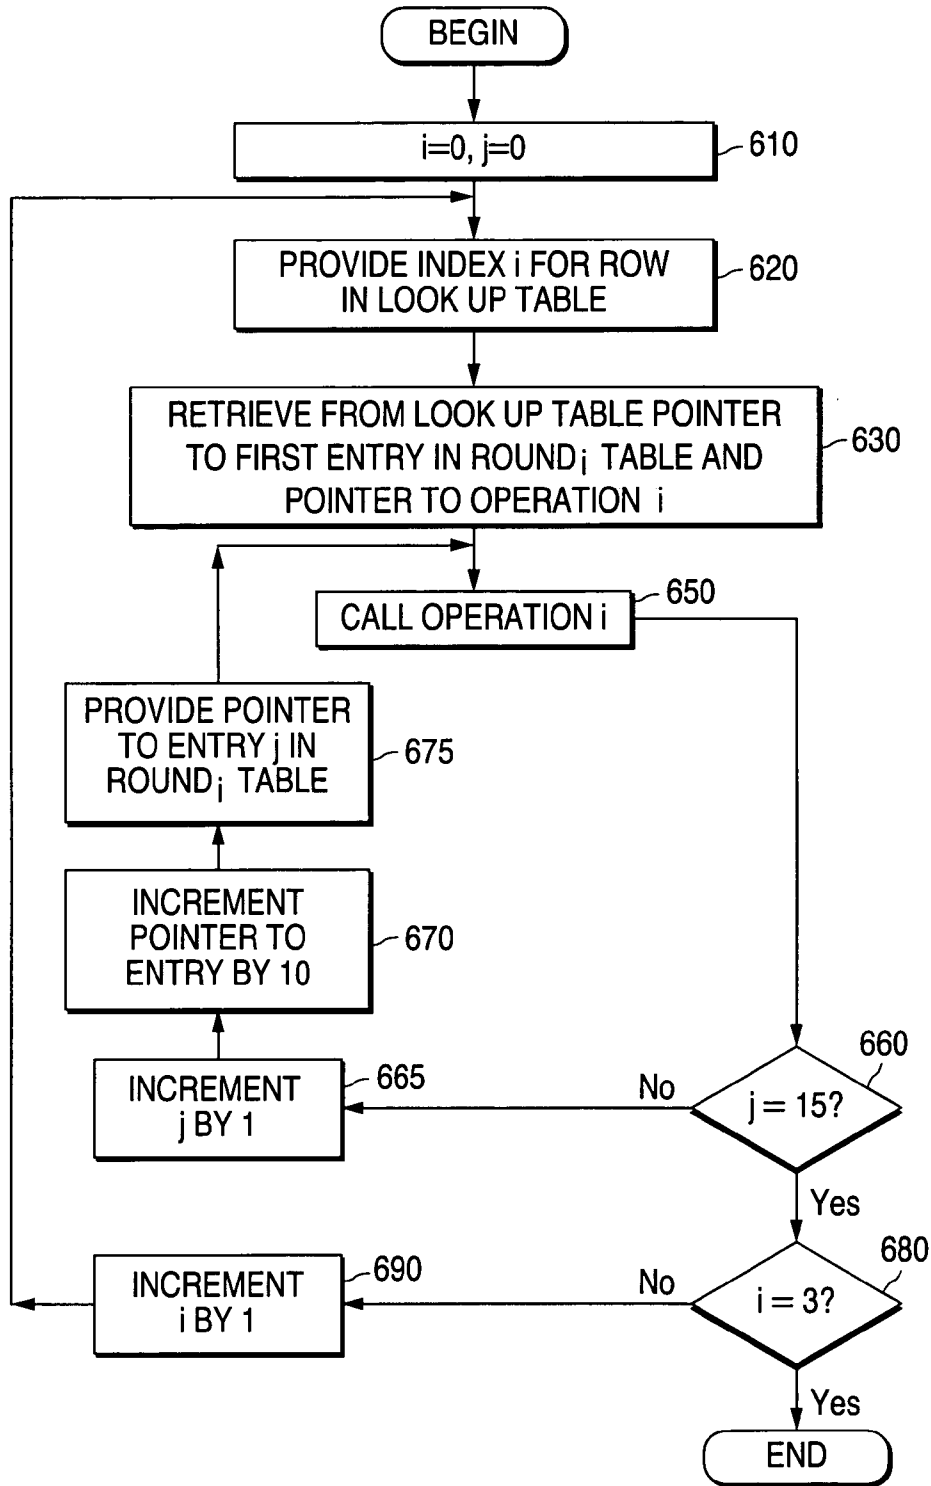 BEGIN
i=0, j=0
610
PROVIDE INDEX i FOR ROW
IN LOOK UP TABLE
620
RETRIEVE FROM LOOK UP TABLE POINTER
TO FIRST ENTRY IN ROUND i TABLE AND
POINTER TO OPERATION i
630
CALL OPERATION i
650
PROVIDE POINTER
TO ENTRY j IN
ROUND i TABLE
675
INCREMENT
POINTER TO
ENTRY BY 10
670
INCREMENT
j BY 1
665
No
j = 15?
660
Yes
INCREMENT
i BY 1
690
No
i = 3?
680
Yes
END